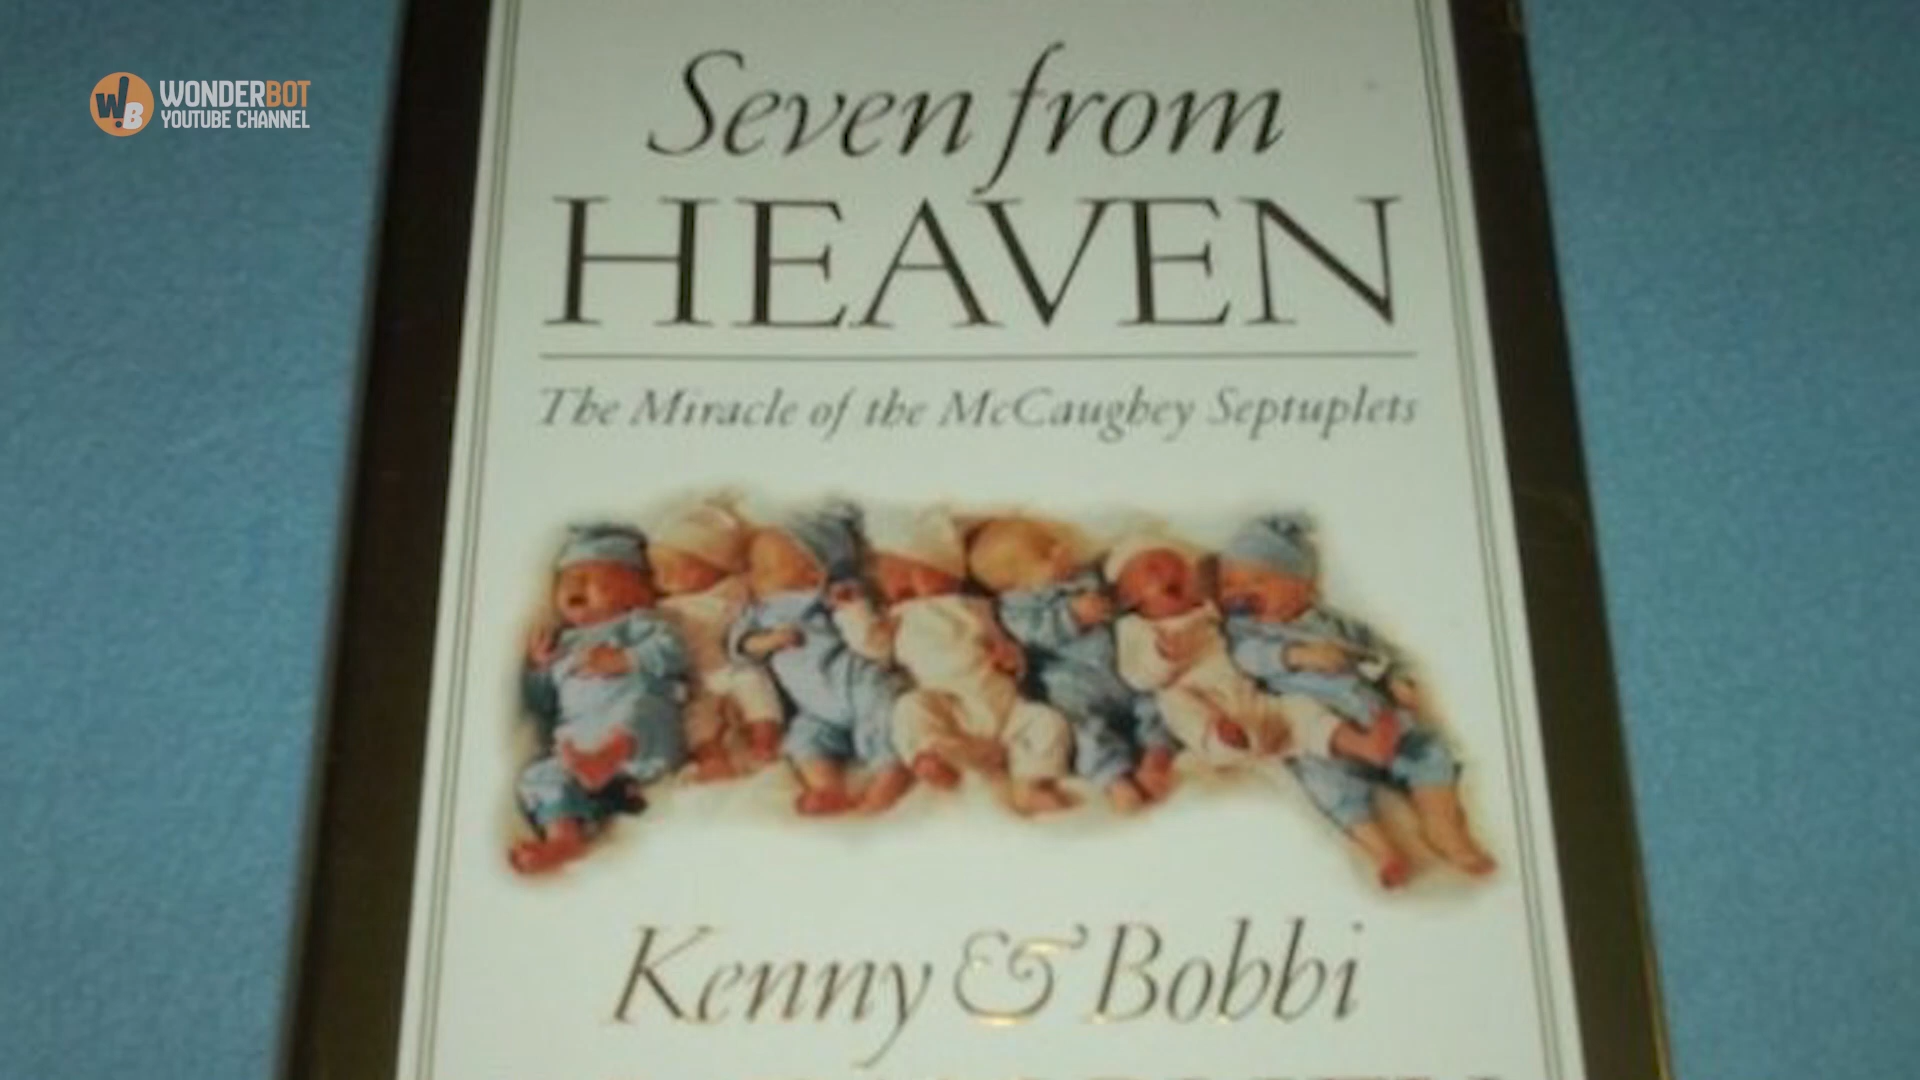 WONDERBOT
YOUTUBE CHANNEL
Seven from
HEAVEN
The Miracle of the McCaughey Septuplets
Kenny & Bobbi